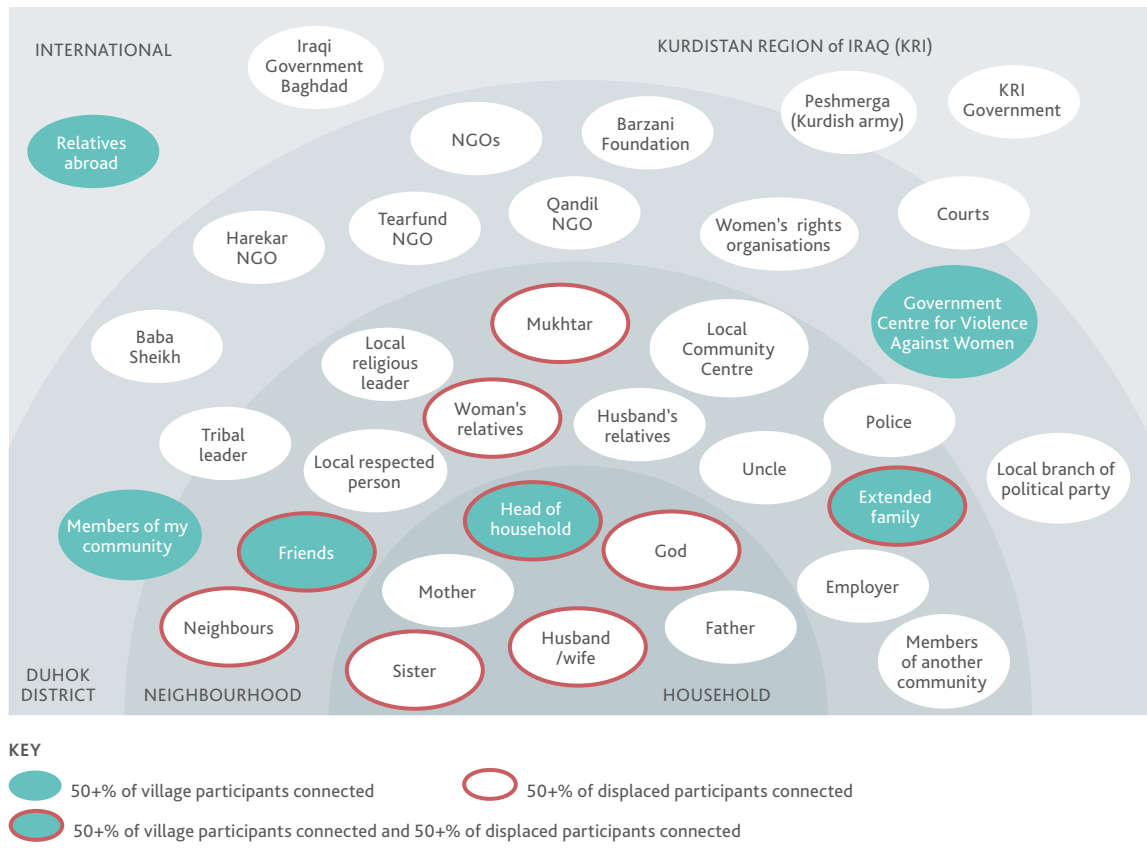 INTERNATIONAL
KURDISTAN REGION of IRAQ (KRI)
Iraqi
Government
Baghdad
Peshmerga
(Kurdish army)
KRI
Government
Relatives
abroad
NGOs
Barzani
Foundation
Harekar
NGO
Tearfund
NGO
Qandil
NGO
Women's rights
organisations
Courts
Government
Centre for Violence
Against Women
Baba
Sheikh
Local
religious
leader
Mukhtar
Local
Community
Centre
Tribal
leader
Local respected
person
Woman's
relatives
Husband's
relatives
Uncle
Police
Local branch of
political party
Members of my
community
Friends
Head of
household
God
Extended
family
Neighbours
Mother
Sister
Husband
/wife
Father
Employer
Members
of another
community
DUHOK
DISTRICT
NEIGHBOURHOOD
HOUSEHOLD
KEY
50+% of village participants connected
50+% of displaced participants connected
50+% of village participants connected and 50+% of displaced participants connected